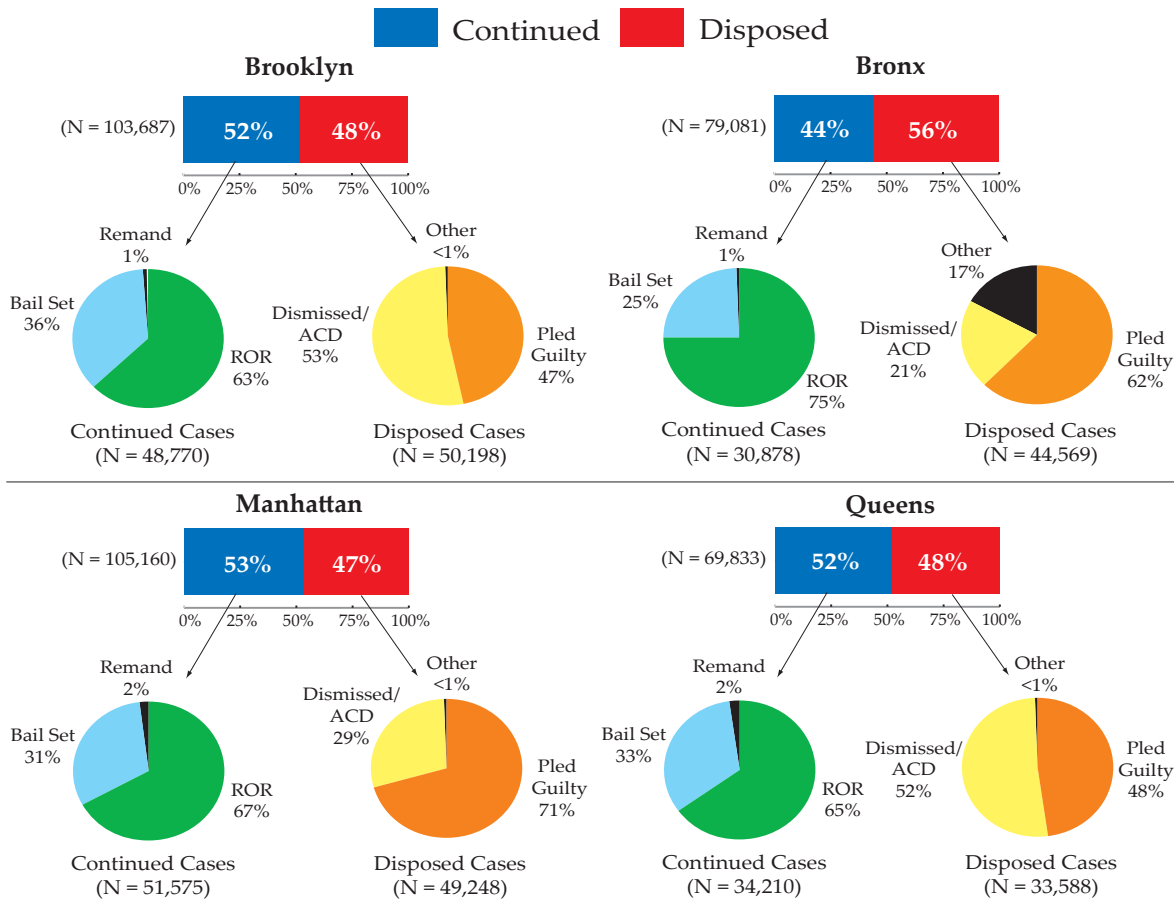 Continued
Disposed
Brooklyn
(N = 103,687)
52%
48%
0%
25%
50%
75%
100%
Remand
1%
Bail Set
36%
ROR
63%
Continued Cases
(N = 48,770)
Other
<1%
Dismissed/
ACD
53%
Pled
Guilty
47%
Disposed Cases
(N = 50,198)
Bronx
(N = 79,081)
44%
56%
0%
25%
50%
75%
100%
Remand
1%
Bail Set
25%
ROR
75%
Continued Cases
(N = 30,878)
Other
17%
Dismissed/
ACD
21%
Pled
Guilty
62%
Disposed Cases
(N = 44,569)
Manhattan
(N = 105,160)
53%
47%
0%
25%
50%
75%
100%
Remand
2%
Bail Set
31%
ROR
67%
Continued Cases
(N = 51,575)
Other
<1%
Dismissed/
ACD
29%
Pled
Guilty
71%
Disposed Cases
(N = 49,248)
Queens
(N = 69,833)
52%
48%
0%
25%
50%
75%
100%
Remand
2%
Bail Set
33%
ROR
65%
Continued Cases
(N = 34,210)
Other
<1%
Dismissed/
ACD
52%
Pled
Guilty
48%
Disposed Cases
(N = 33,588)